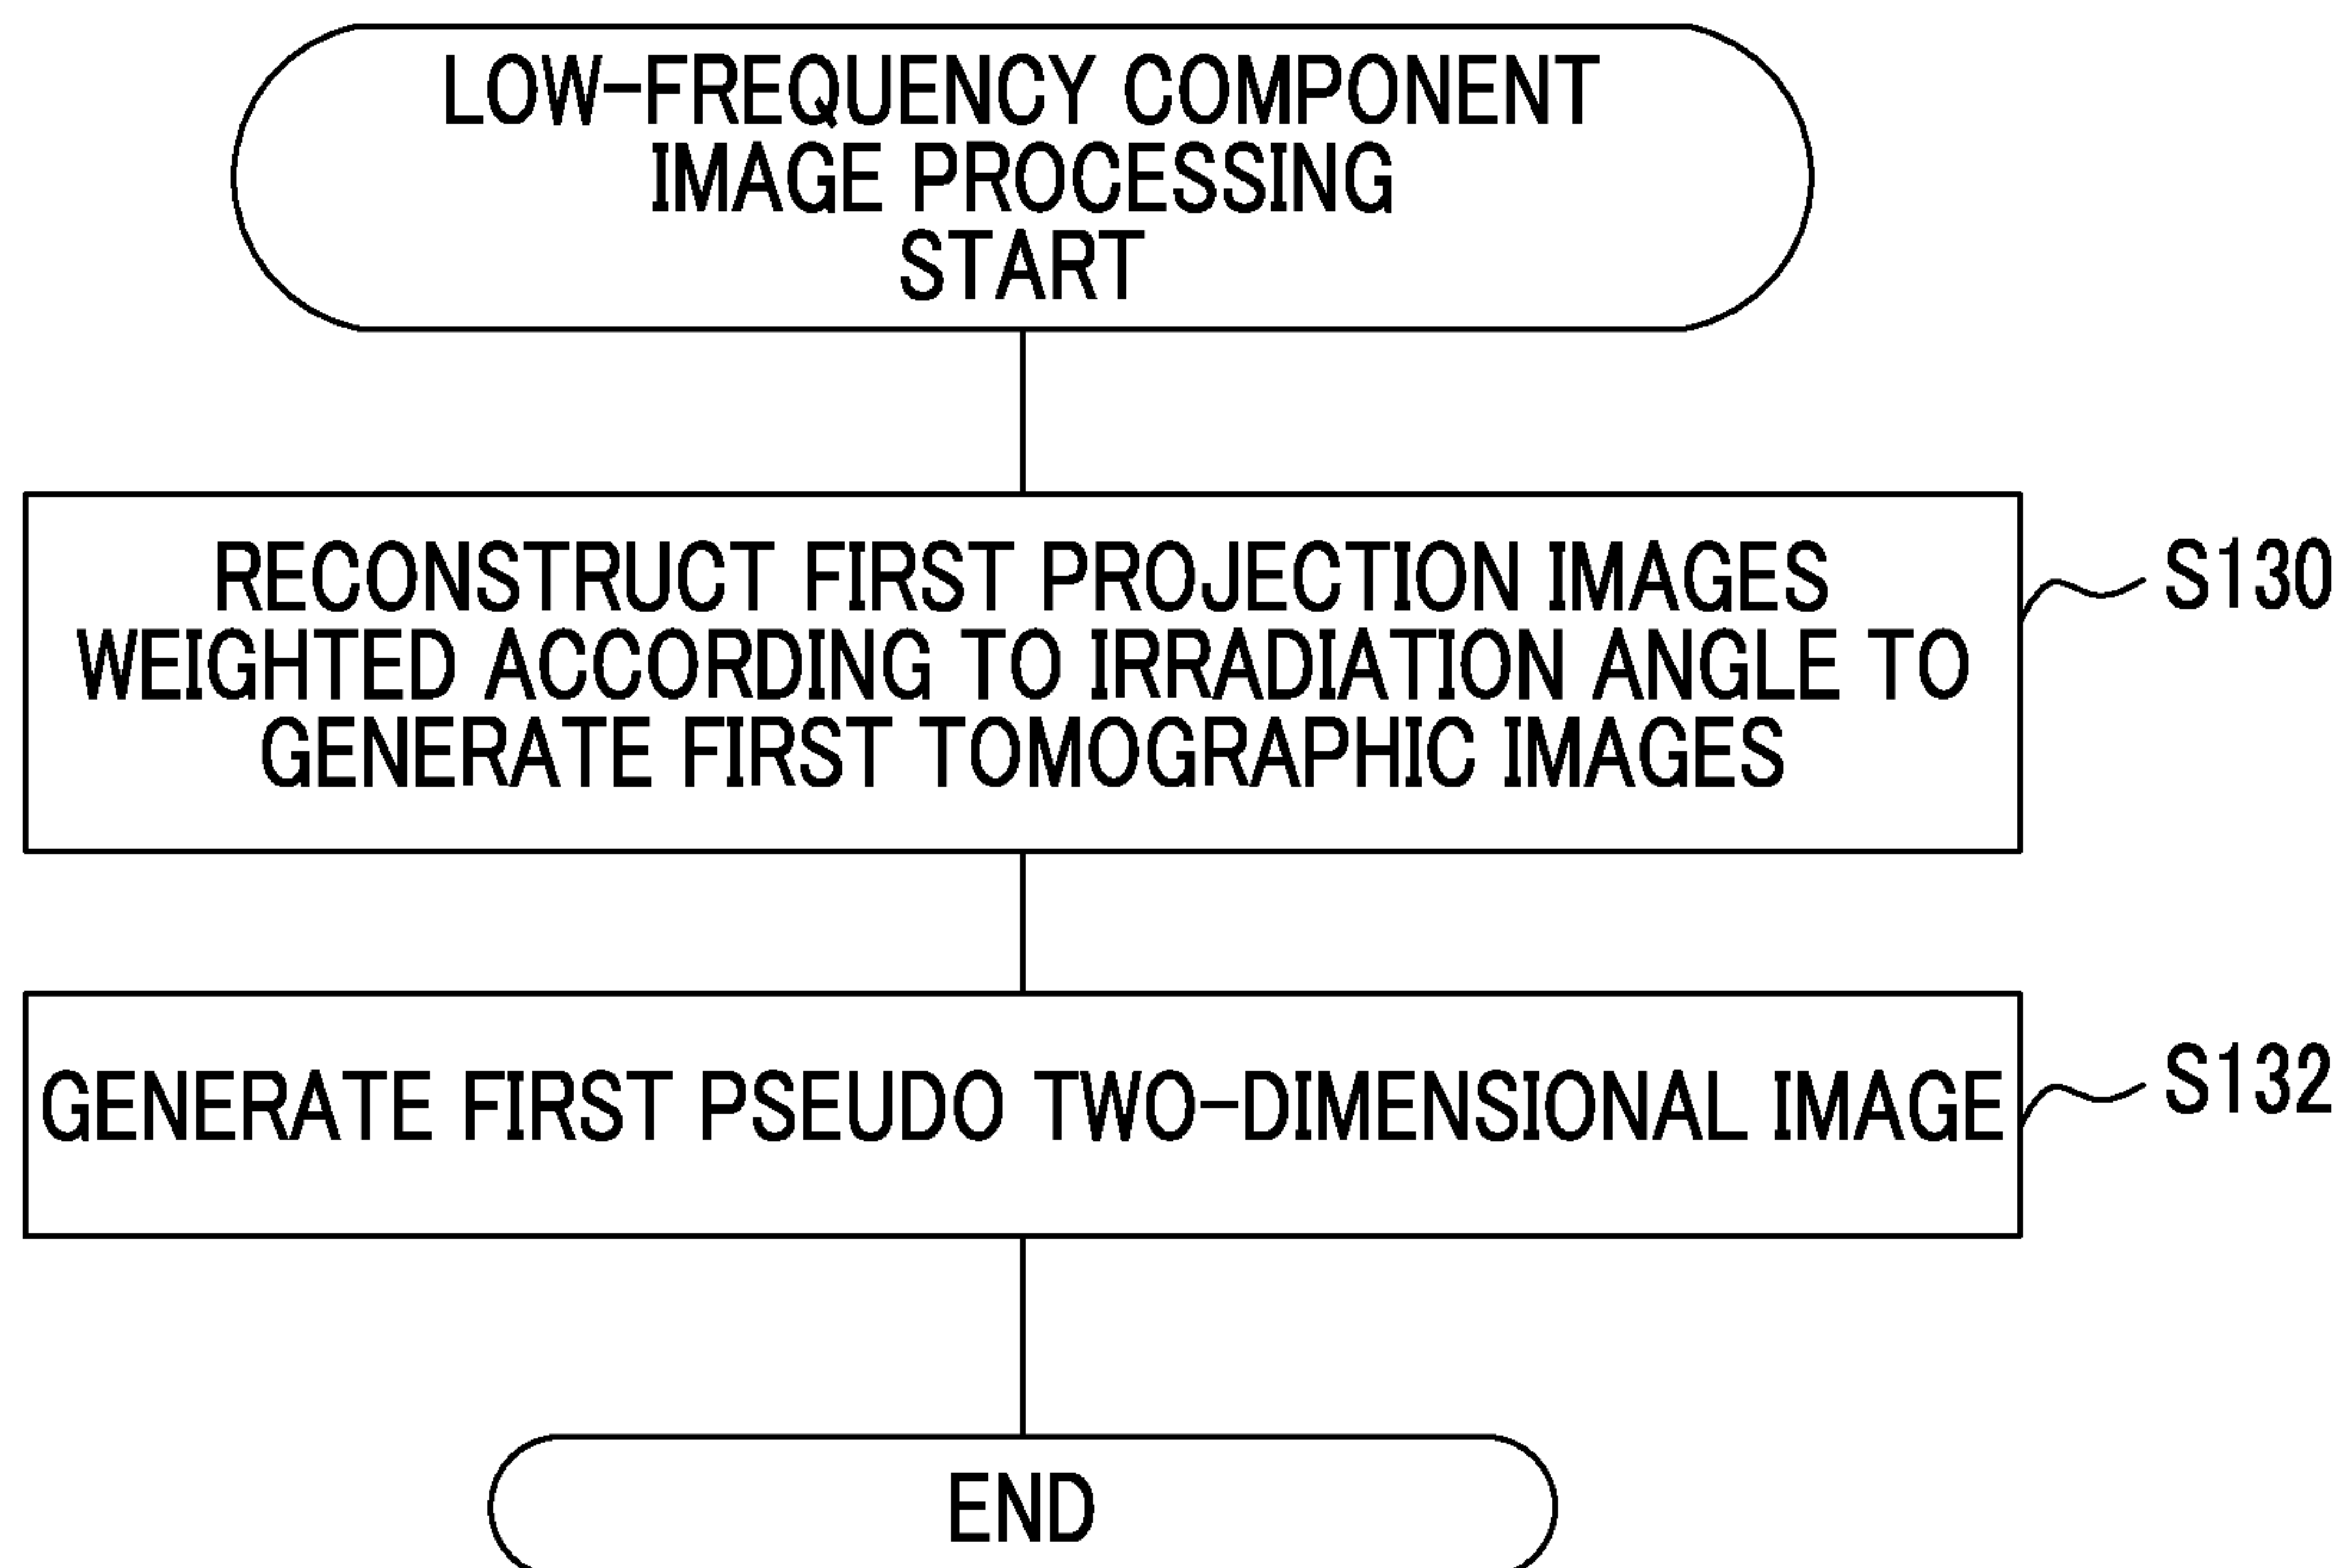 LOW-FREQUENCY COMPONENT
IMAGE PROCESSING
START
RECONSTRUCT FIRST PROJECTION IMAGES
WEIGHTED ACCORDING TO IRRADIATION ANGLE TO
GENERATE FIRST TOMOGRAPHIC IMAGES
S130
GENERATE FIRST PSEUDO TWO-DIMENSIONAL IMAGE
S132
END